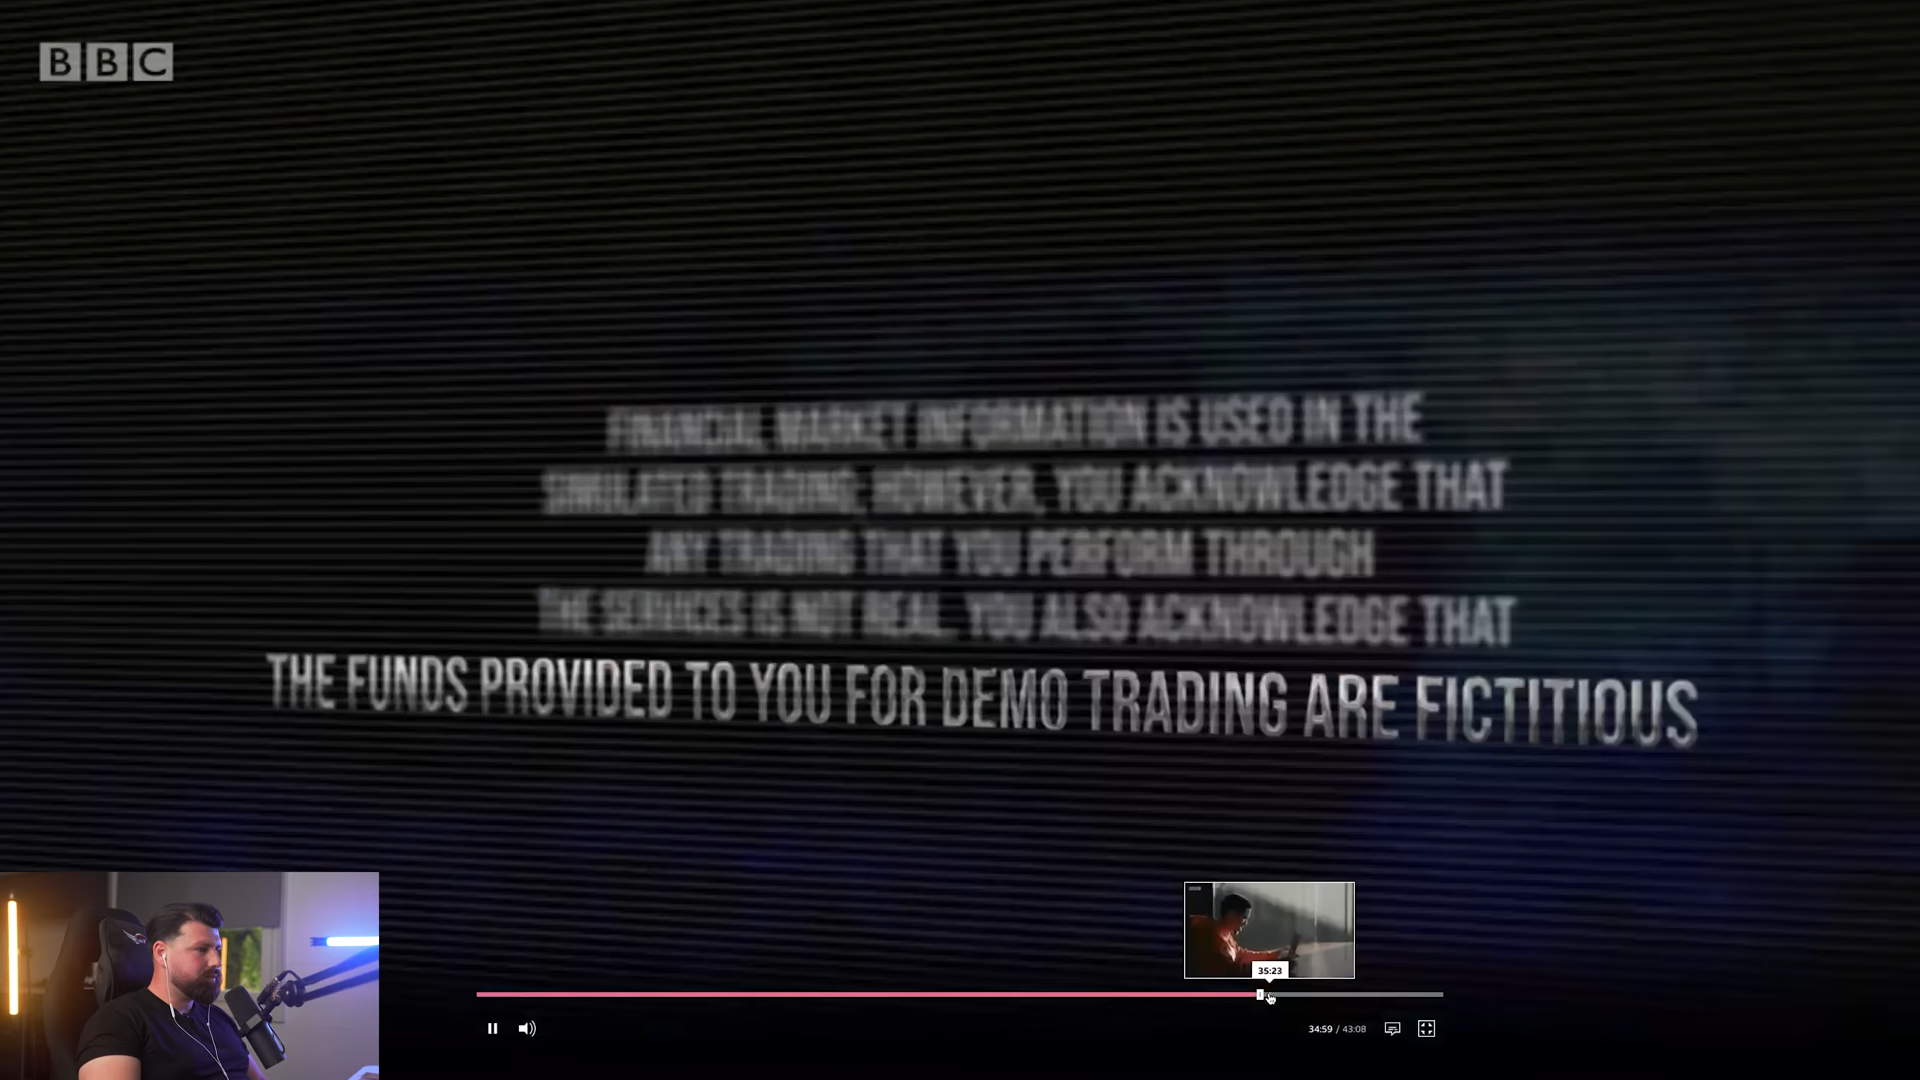 BBC
FINANCIAL MARKET INFORMATION IS USED IN THE
SIMULATED TRADING; HOWEVER, YOU ACKNOWLEDGE THAT
ANY TRADING THAT YOU PERFORM THROUGH
THE SERVICES IS NOT REAL. YOU ALSO ACKNOWLEDGE THAT
THE FUNDS PROVIDED TO YOU FOR DEMO TRADING ARE FICTITIOUS
35:23
34:59 / 43:08